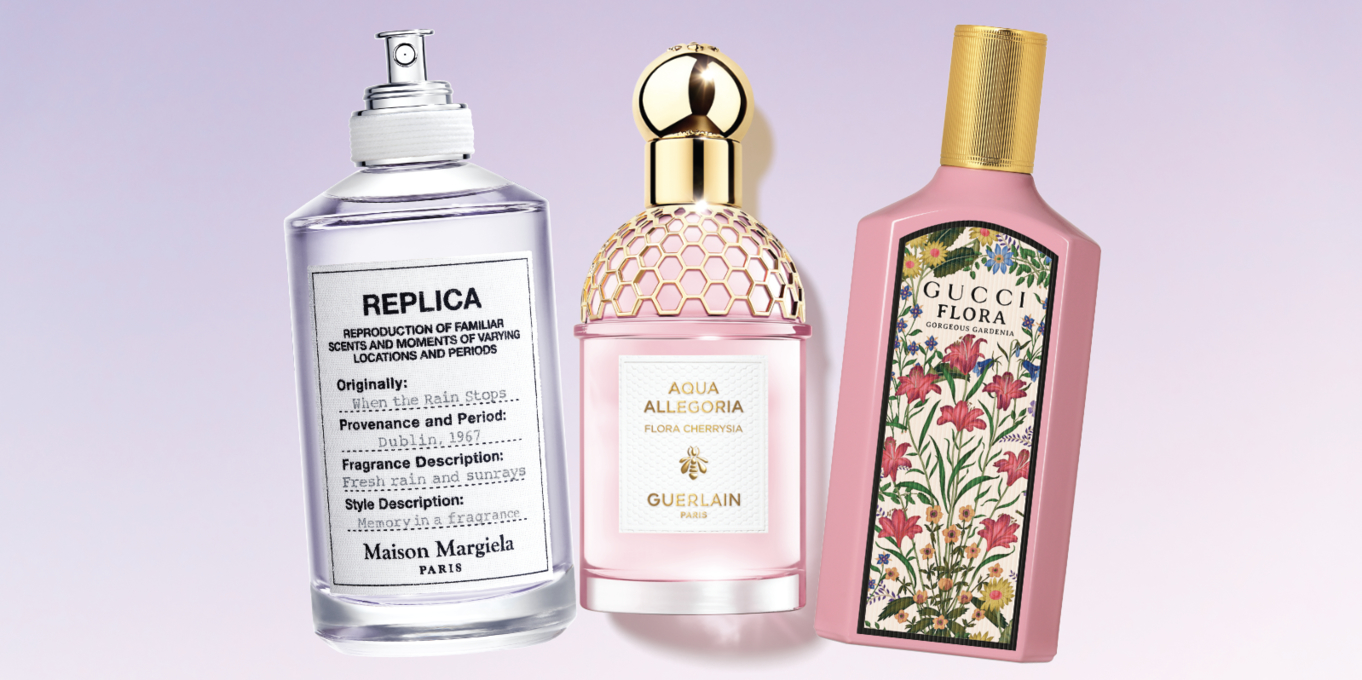 REPLICA
REPRODUCTION OF FAMILIAR
SCENTS AND MOMENTS OF VARYING
LOCATIONS AND PERIODS
Originally:
When the Rain Stops
Provenance and Period:
Dublin, 1967
Fragrance Description:
Fresh rain and sunrays
Style Description:
Memory in a fragrance
Maison Margiela
PARIS
AQUA
ALLEGORIA
FLORA CHERRYSIA
GUERLAIN
PARIS
GUCCI
FLORA
GORGEOUS GARDENIA